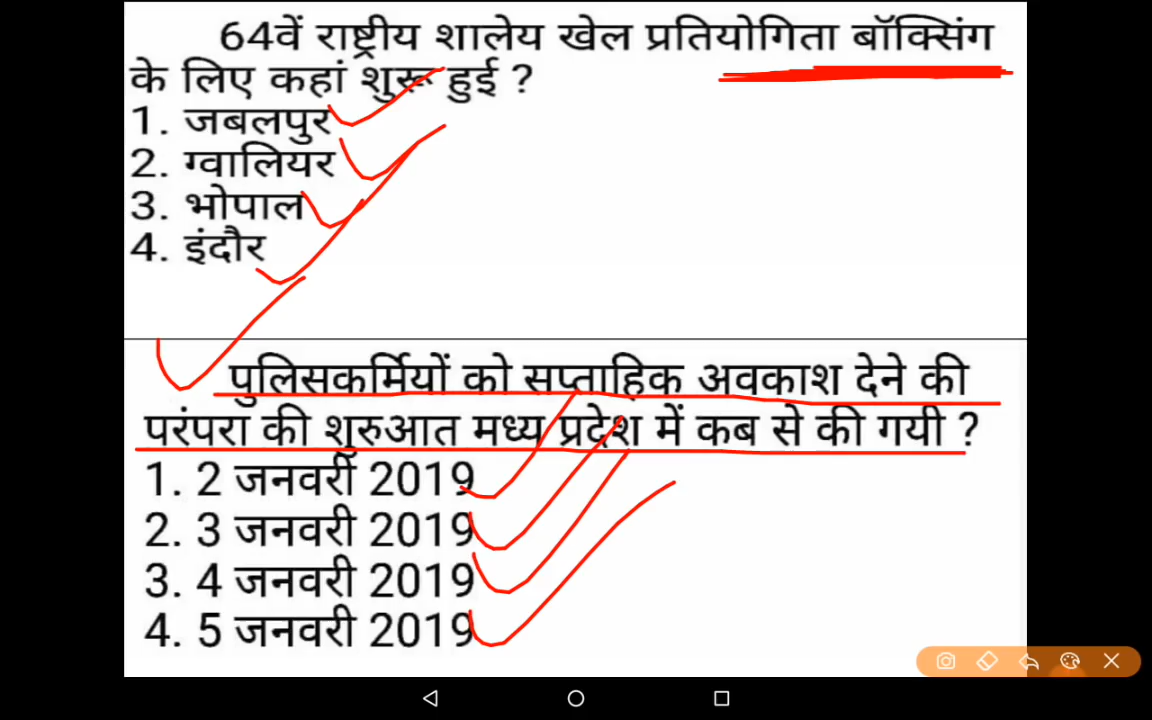 64वें राष्ट्रीय शालेय खेल प्रतियोगिता बॉक्सिंग
के लिए कहां शुरू हुई ?
1. जबलपुर
2. ग्वालियर
3. भोपाल
4. इंदौर
पुलिसकर्मियों को सप्ताहिक अवकाश देने की
परंपरा की शुरुआत मध्य प्रदेश में कब से की गयी ?
1. 2 जनवरी 2019
2. 3 जनवरी 2019
3. 4 जनवरी 2019
4. 5 जनवरी 2019